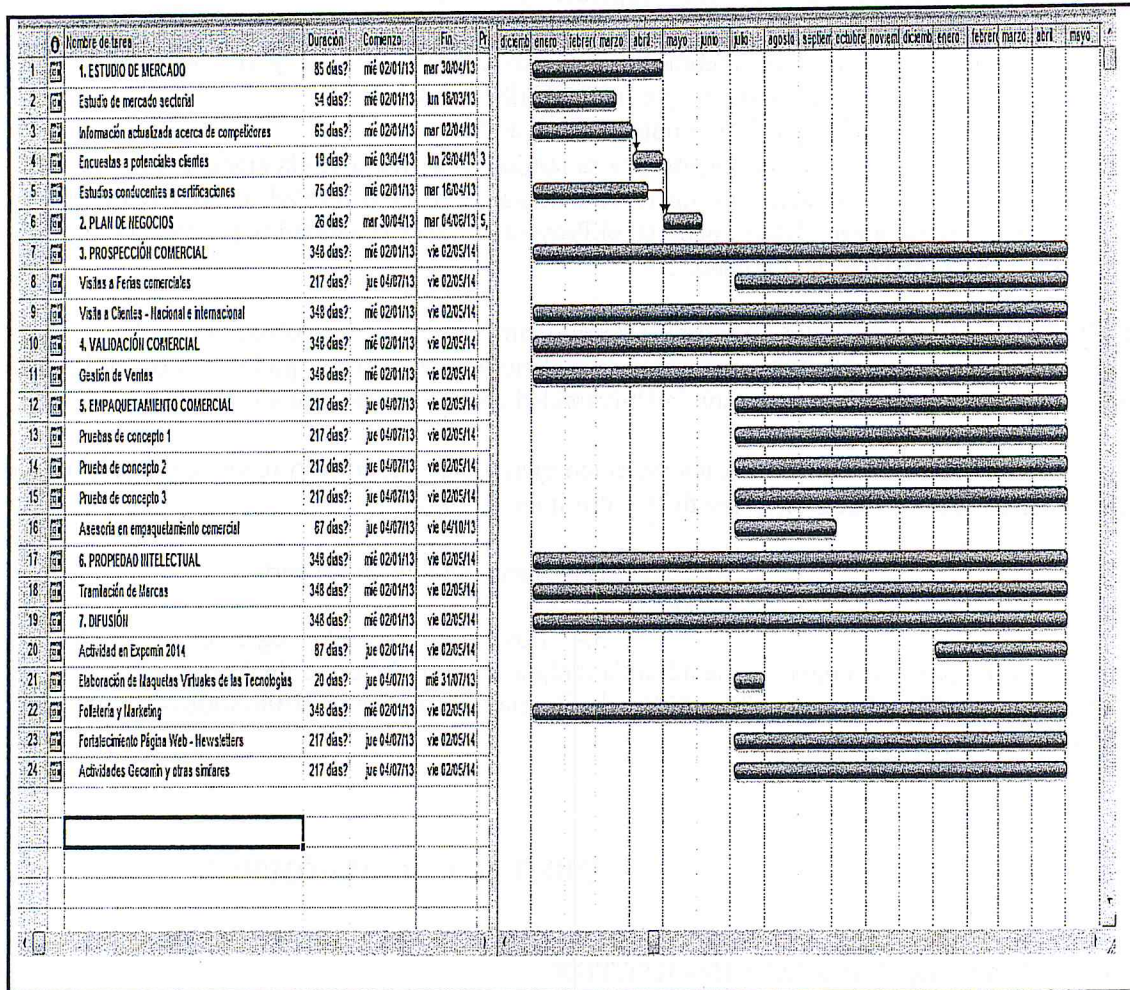 Nombre de tarea Duración Comienzo Fin Pr diciemb enero febrer( marzo abril mayo junio julio agosto septiem octubre noviem( diciemb enero febrer( marzo abril mayo
1 1. ESTUDIO DE MERCADO 85 días? mié 02/01/13 mar 30/04/13
2 Estudio de mercado sectorial 54 días? mié 02/01/13 lun 18/03/13
3 Información actualizada acerca de competidores 65 días? mié 02/01/13 mar 02/04/13
4 Encuestas a potenciales clientes 19 días? mié 03/04/13 lun 29/04/13 3
5 Estudios conducentes a certificaciones 75 días? mié 02/01/13 mar 16/04/13
6 2. PLAN DE NEGOCIOS 26 días? mar 30/04/13 mar 04/06/13 5,
7 3. PROSPECCIÓN COMERCIAL 348 días? mié 02/01/13 vie 02/05/14
8 Visitas a Ferias comerciales 217 días? jue 04/07/13 vie 02/05/14
9 Visita a Clientes - Nacional e internacional 348 días? mié 02/01/13 vie 02/05/14
10 4. VALIDACIÓN COMERCIAL 348 días? mié 02/01/13 vie 02/05/14
11 Gestión de Ventas 348 días? mié 02/01/13 vie 02/05/14
12 5. EMPAQUETAMIENTO COMERCIAL 217 días? jue 04/07/13 vie 02/05/14
13 Pruebas de concepto 1 217 días? jue 04/07/13 vie 02/05/14
14 Prueba de concepto 2 217 días? jue 04/07/13 vie 02/05/14
15 Prueba de concepto 3 217 días? jue 04/07/13 vie 02/05/14
16 Asesoria en empaquetamiento comercial 67 días? jue 04/07/13 vie 04/10/13
17 6. PROPIEDAD INTELECTUAL 348 días? mié 02/01/13 vie 02/05/14
18 Tramitación de Marcas 348 días? mié 02/01/13 vie 02/05/14
19 7. DIFUSIÓN 348 días? mié 02/01/13 vie 02/05/14
20 Actividad en Expomin 2014 87 días? jue 02/01/14 vie 02/05/14
21 Elaboración de Maquetas Virtuales de las Tecnologias 20 días? jue 04/07/13 mié 31/07/13
22 Folletería y Marketing 348 días? mié 02/01/13 vie 02/05/14
23 Fortalecimiento Página Web - Newsletters 217 días? jue 04/07/13 vie 02/05/14
24 Actividades Gecamin y otras similares 217 días? jue 04/07/13 vie 02/05/14